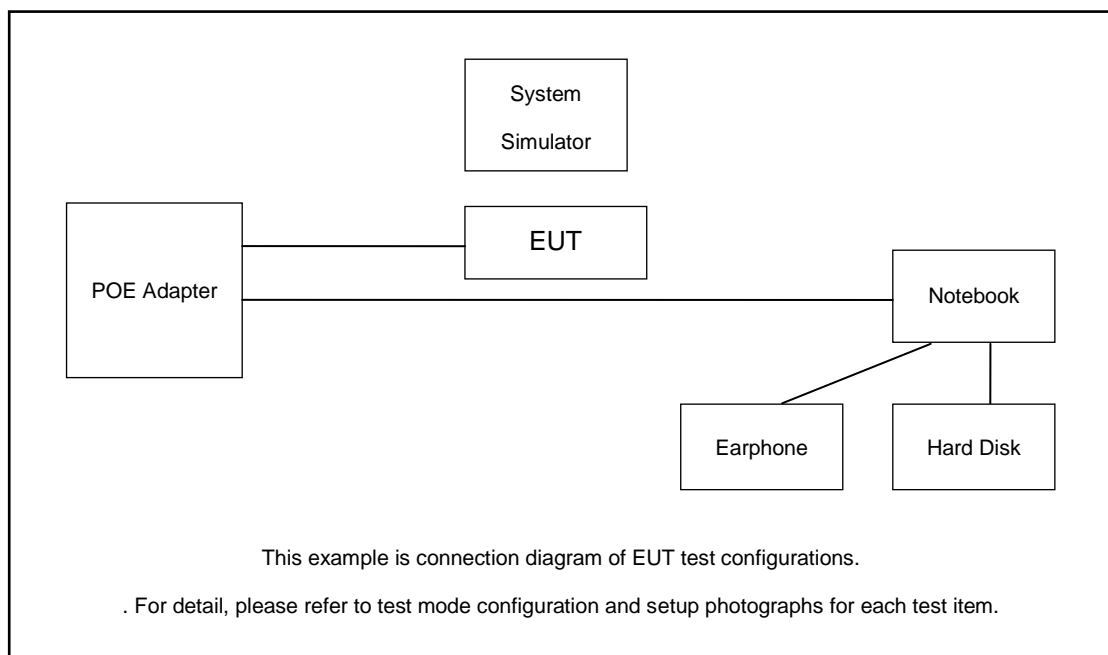 System
Simulator
EUT
POE Adapter
Notebook
Earphone
Hard Disk
This example is connection diagram of EUT test configurations.
. For detail, please refer to test mode configuration and setup photographs for each test item.